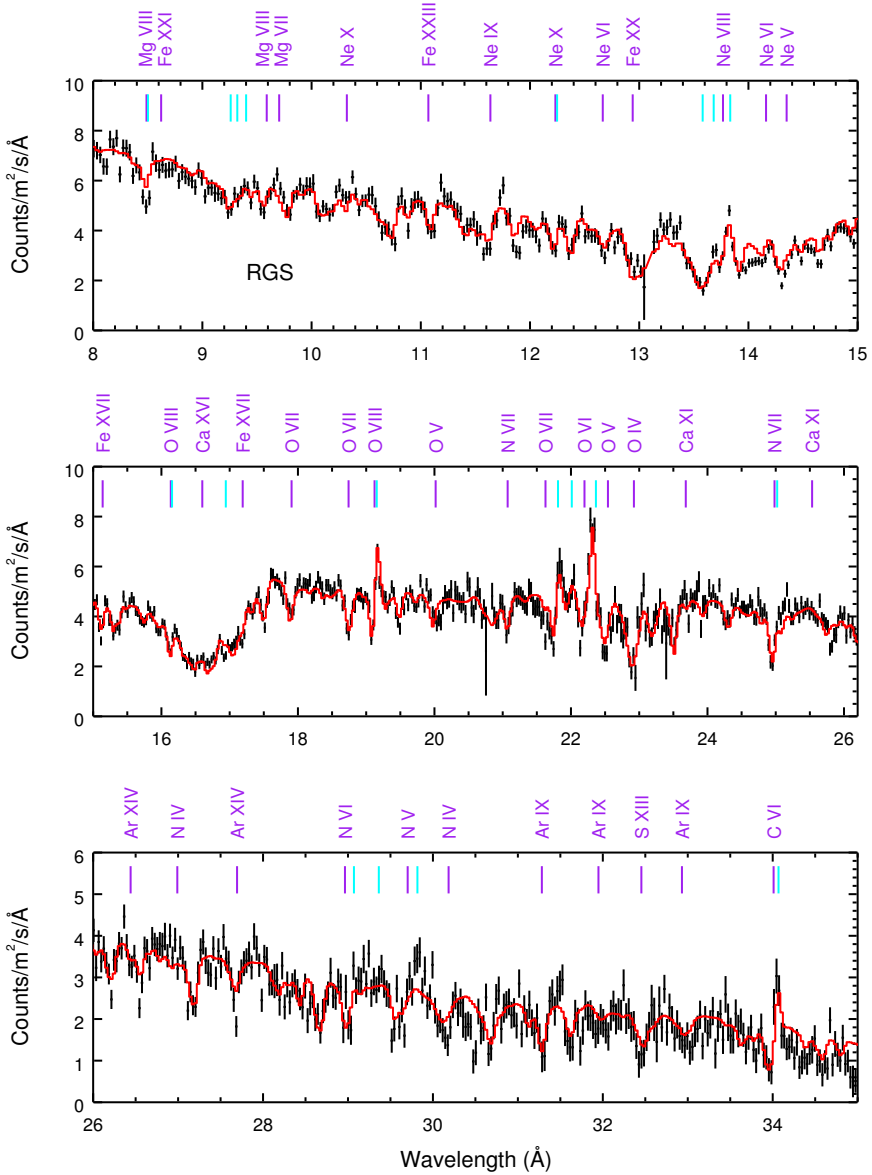 Mg VIII Fe XXI Mg VIII Mg VII Ne X Fe XXIII Ne IX Ne X Ne VI Fe XX Ne VIII Ne VI Ne V
10
8
6
4
2
0
Counts/m²/s/Å
RGS
8 9 10 11 12 13 14 15
Fe XVII O VIII Ca XVI Fe XVII O VII O VII O VIII O V N VII O VII O VI O V O IV Ca XI N VII Ca XI
10
8
6
4
2
0
Counts/m²/s/Å
16 18 20 22 24 26
Ar XIV N IV Ar XIV N VI N V N IV Ar IX Ar IX S XIII Ar IX C VI
6
5
4
3
2
1
0
Counts/m²/s/Å
26 28 30 32 34
Wavelength (Å)